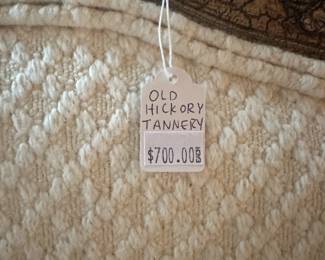 OLD
HICKORY
TANNERY
$700.00